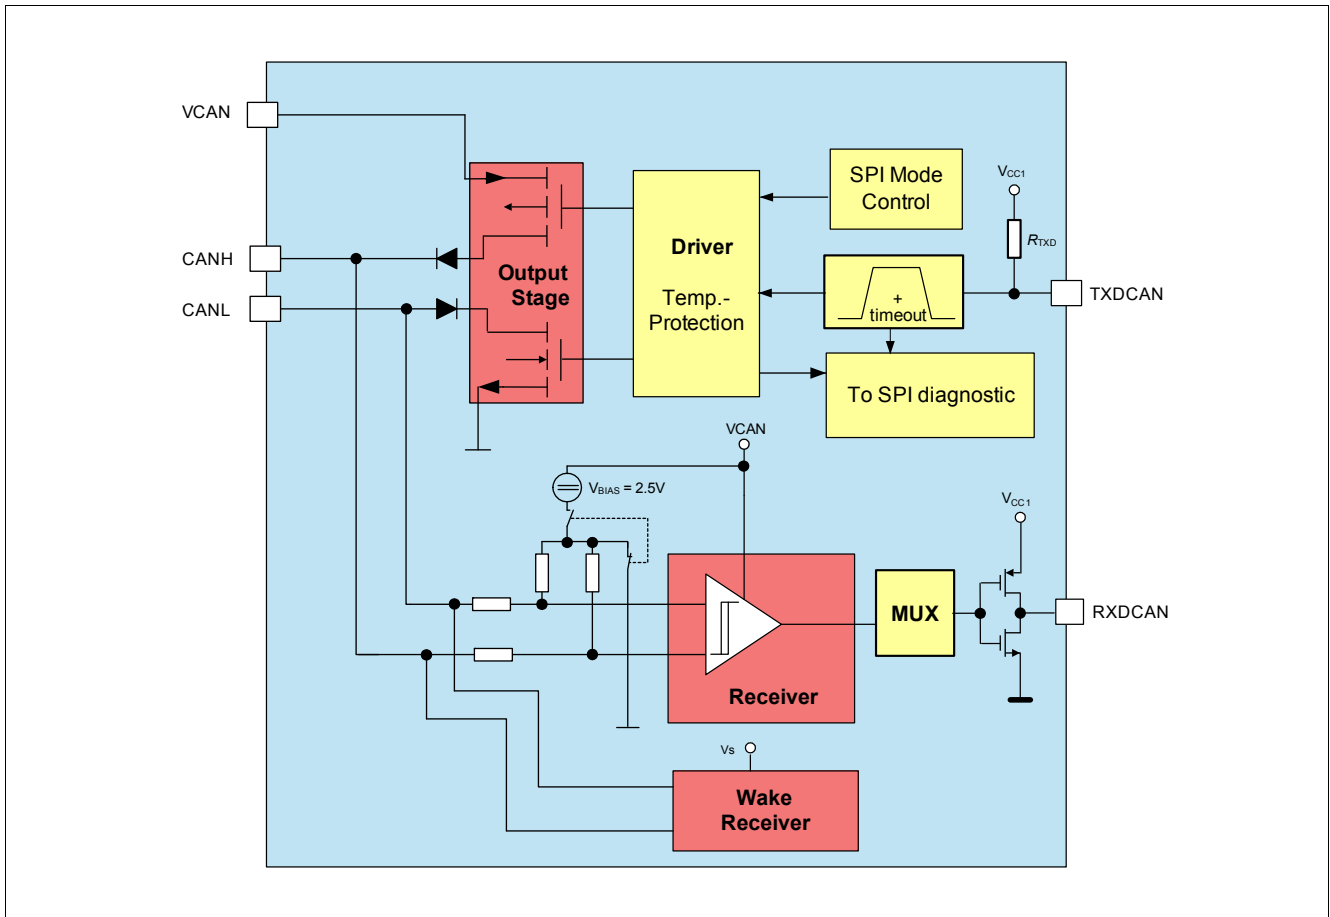 VCAN
SPI Mode
Control
VCC1
Driver
RTXD
CANH
Output
Stage
CANL
Temp.-
Protection
+
timeout
TXDCAN
To SPI diagnostic
VCAN
VBIAS = 2.5V
VCC1
MUX
RXDCAN
Receiver
Vs
Wake
Receiver